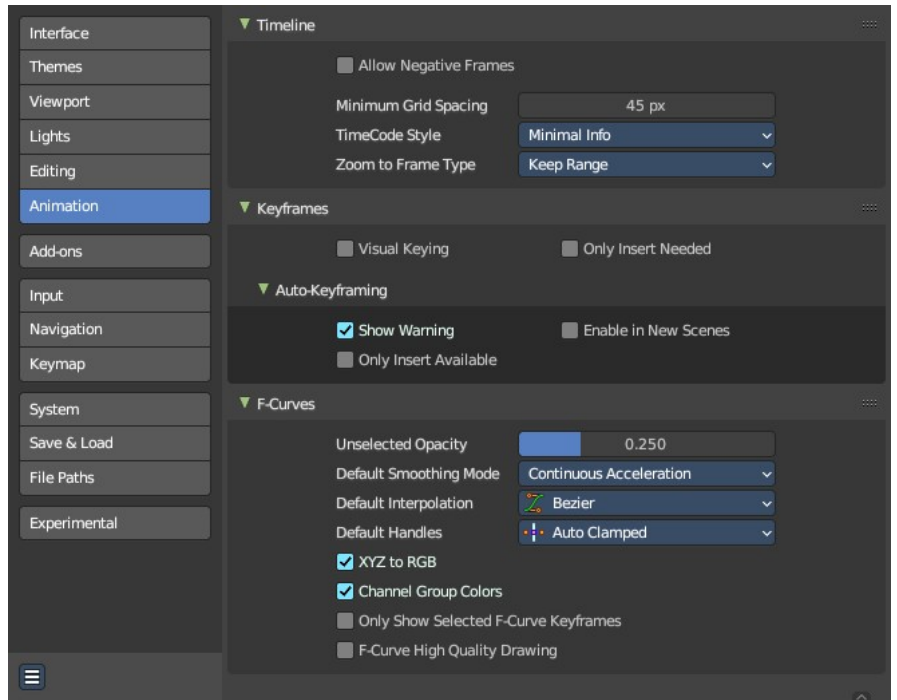 Interface
Themes
Viewport
Lights
Editing
Animation
Add-ons
Input
Navigation
Keymap
System
Save & Load
File Paths
Experimental
Timeline
Allow Negative Frames
Minimum Grid Spacing 45 px
TimeCode Style Minimal Info
Zoom to Frame Type Keep Range
Keyframes
Visual Keying Only Insert Needed
Auto-Keyframing
Show Warning Enable in New Scenes
Only Insert Available
F-Curves
Unselected Opacity 0.250
Default Smoothing Mode Continuous Acceleration
Default Interpolation Bezier
Default Handles Auto Clamped
XYZ to RGB
Channel Group Colors
Only Show Selected F-Curve Keyframes
F-Curve High Quality Drawing